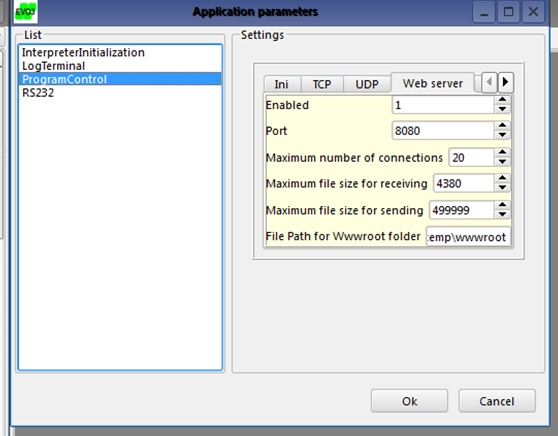 EVO3
Application parameters
List
InterpreterInitialization
LogTerminal
ProgramControl
RS232
Settings
Ini TCP UDP Web server
Enabled 1
Port 8080
Maximum number of connections 20
Maximum file size for receiving 4380
Maximum file size for sending 499999
File Path for Wwwroot folder :emp\wwwroot
Ok Cancel